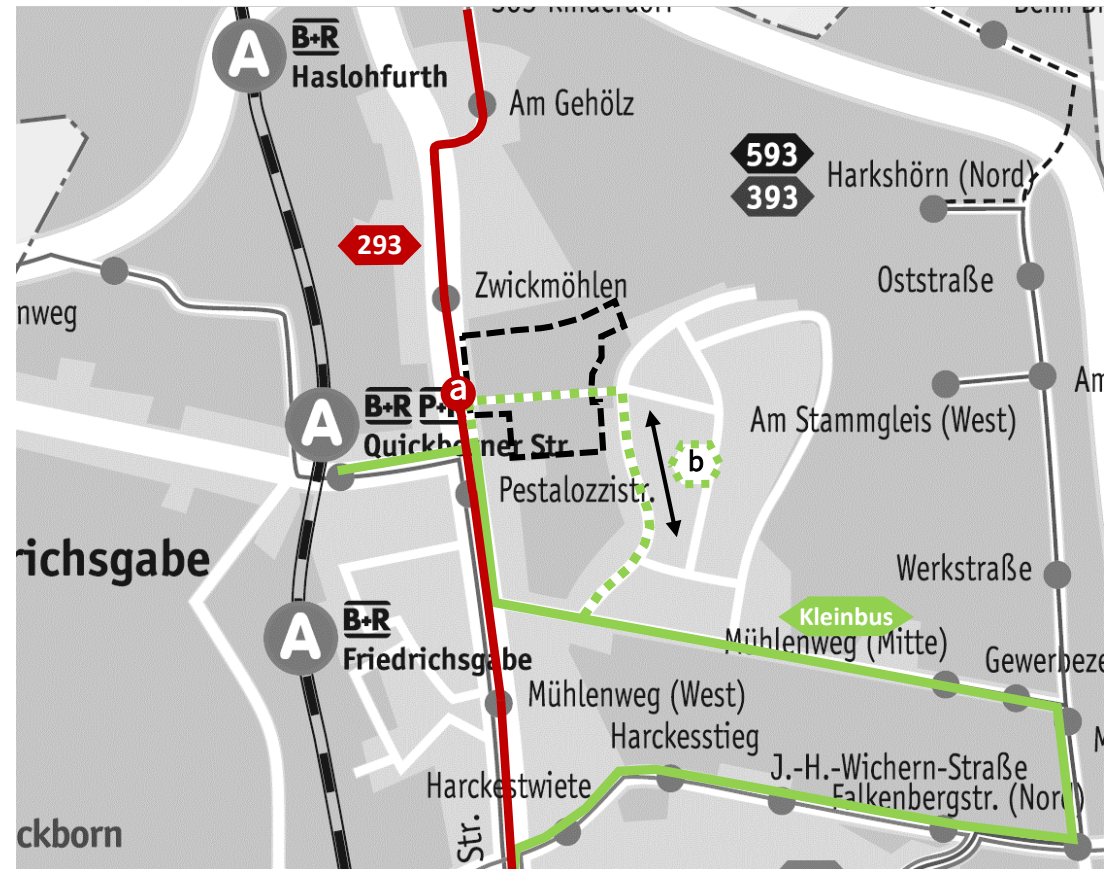 B+R
Haslohfurth
Am Gehölz
593
393
Harkshörn (Nord)
293
Oststraße
Zwickmöhlen
nweg
a
A
A
B+R
Quickborner Str.
Am Stammgleis (West)
b
Pestalozzistr.
richsgabe
Werkstraße
Kleinbus
A
B+R
Friedrichsgabe
Mühlenweg (Mitte)
Gewerbeze
Mühlenweg (West)
Harckesstieg
J.-H.-Wichern-Straße
Harckestwiete
Falkenbergstr. (Nord)
Str.
ckborn